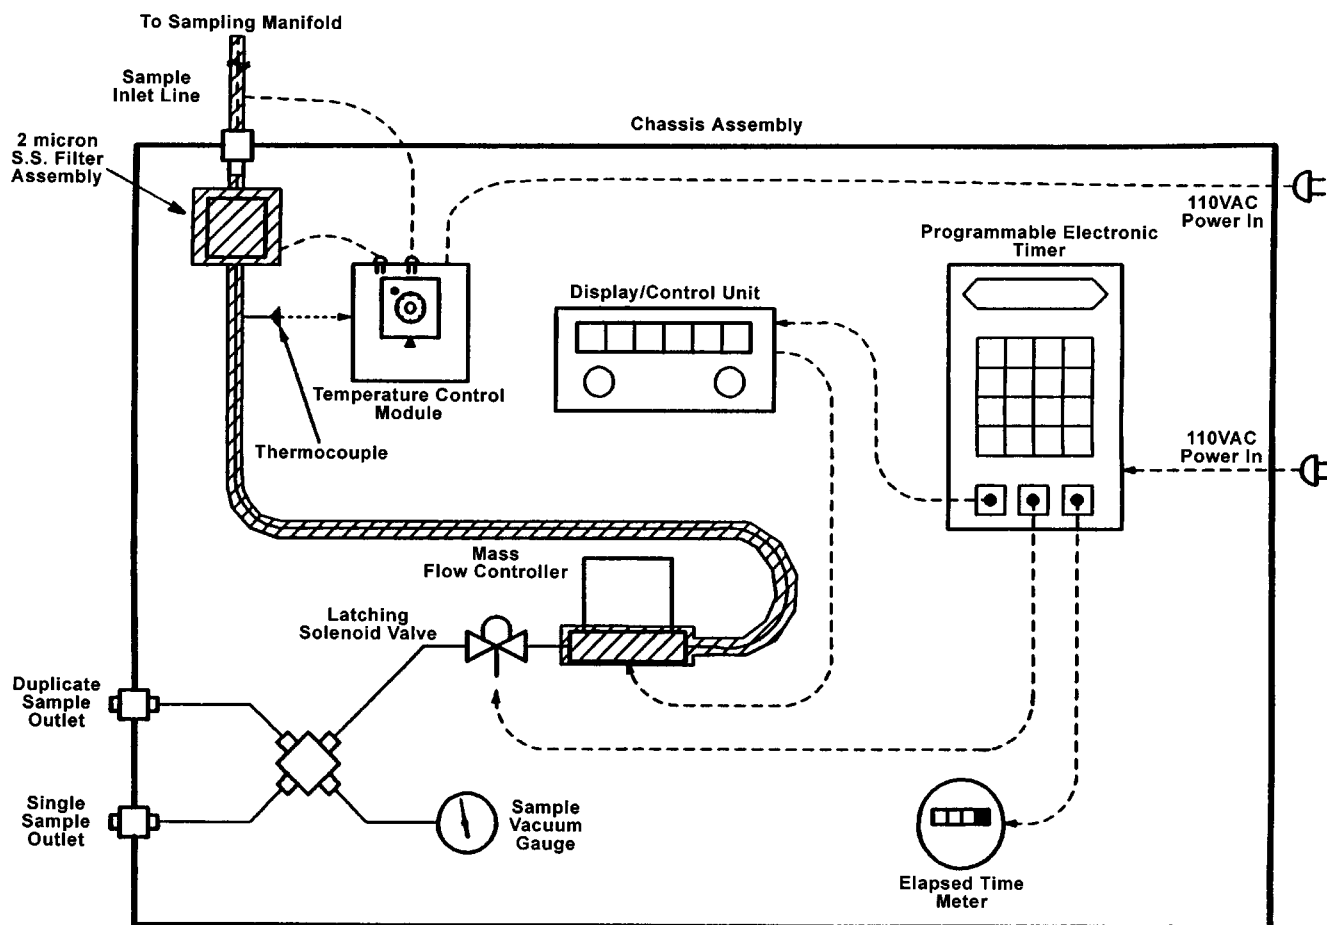 To Sampling Manifold
Sample
Inlet Line
2 micron
S.S. Filter
Assembly
Chassis Assembly
110VAC
Power In
Programmable Electronic
Timer
Display/Control Unit
Temperature Control
Module
Thermocouple
110VAC
Power In
Mass
Flow Controller
Latching
Solenoid Valve
Duplicate
Sample
Outlet
Single
Sample
Outlet
Sample
Vacuum
Gauge
Elapsed Time
Meter